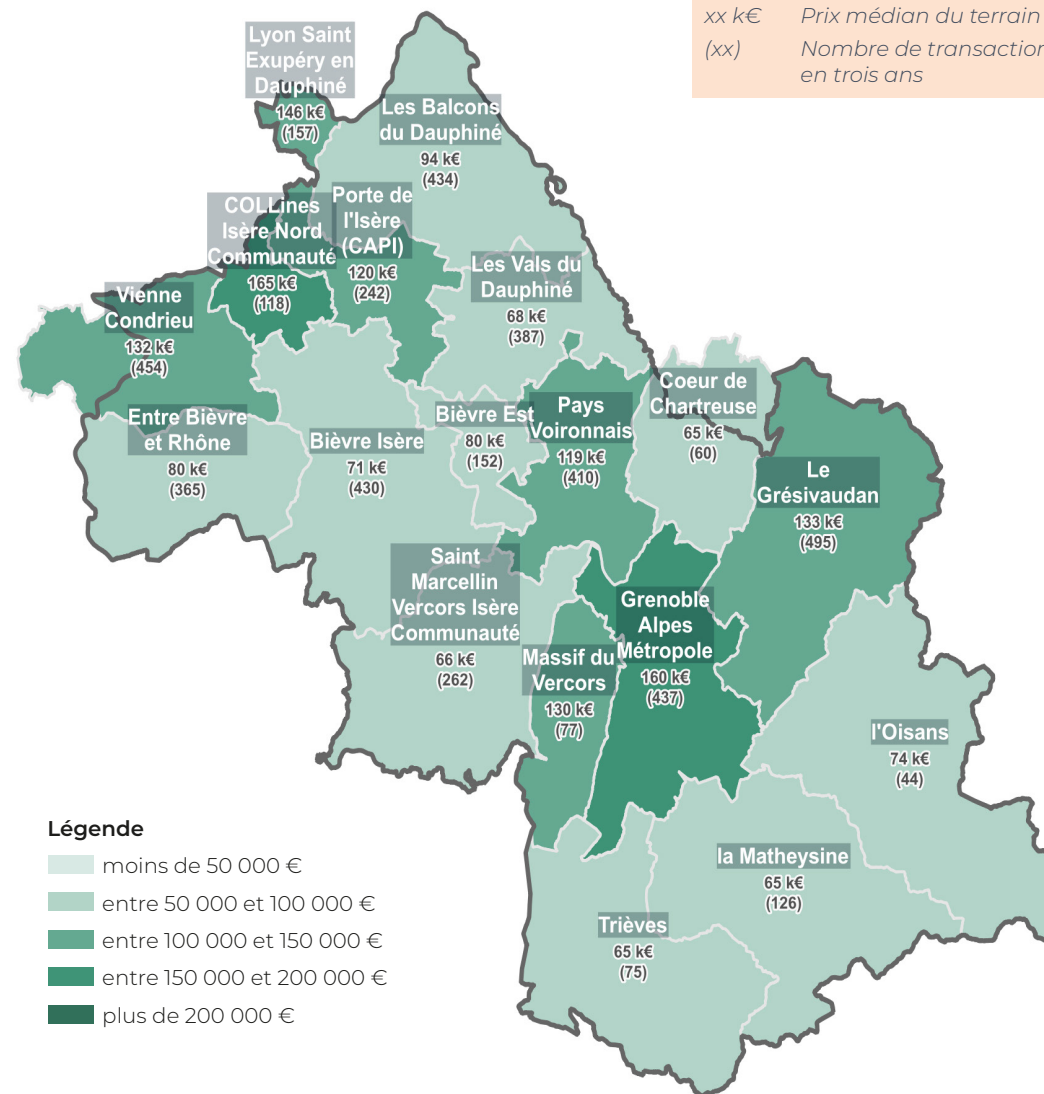 xx k€ Prix médian du terrain
(xx) Nombre de transaction
en trois ans
Lyon Saint
Exupéry en
Dauphiné
146 k€
(157)
Les Balcons
du Dauphiné
94 k€
(434)
COLLines
Isère Nord
Communauté
165 k€
(118)
Porte de
l'Isère
(CAPI)
120 k€
(242)
Les Vals du
Dauphiné
68 k€
(387)
Vienne
Condrieu
132 k€
(454)
Entre Bièvre
et Rhône
80 k€
(365)
Bièvre Isère
71 k€
(430)
Bièvre Est
80 k€
(152)
Pays
Voironnais
119 k€
(410)
Coeur de
Chartreuse
65 k€
(60)
Le
Grésivaudan
133 k€
(495)
Saint
Marcellin
Vercors Isère
Communauté
66 k€
(262)
Massif du
Vercors
130 k€
(77)
Grenoble
Alpes
Métropole
160 k€
(437)
l'Oisans
74 k€
(44)
la Matheysine
65 k€
(126)
Trièves
65 k€
(75)
Légende
moins de 50 000 €
entre 50 000 et 100 000 €
entre 100 000 et 150 000 €
entre 150 000 et 200 000 €
plus de 200 000 €